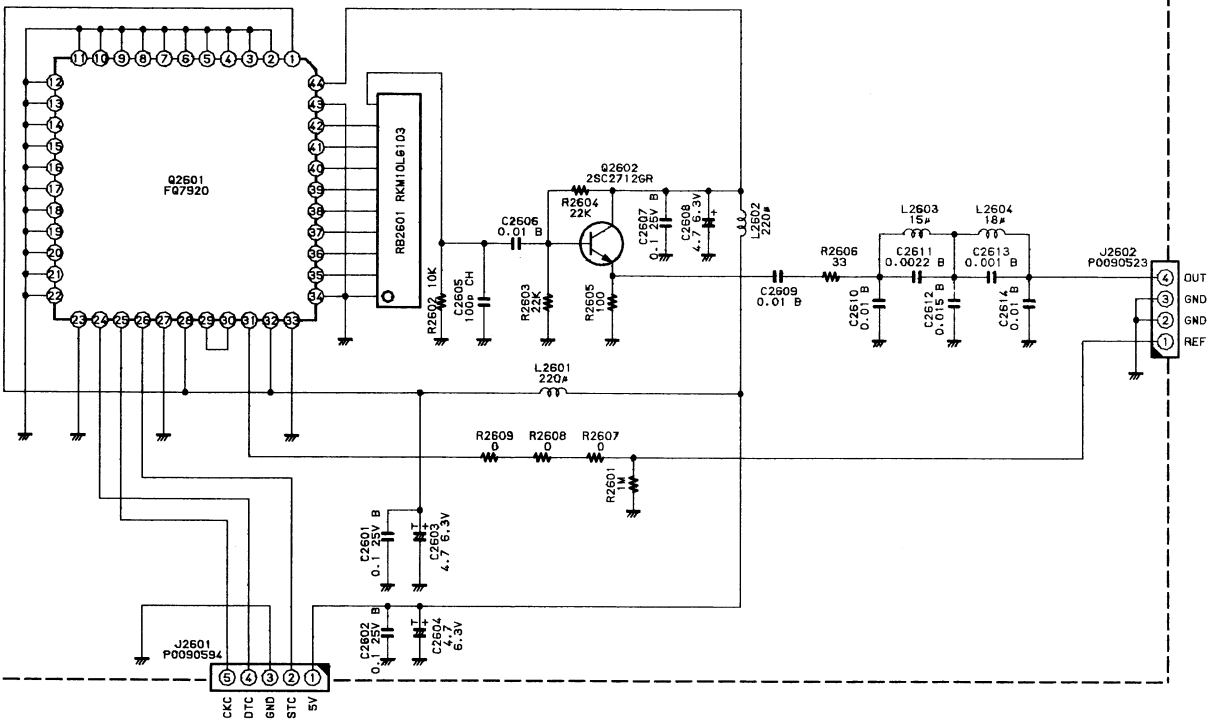 11 10 9 8 7 6 5 4 3 2 1
12
13
14
15
16
17
18
19
20
21
22
23 24 25 26 27 28 29 30 31 32 33
44
43
42
41
40
39
38
37
36
35
34
Q2601
FQ7920
RB2601 RKM10LG103
R2602 10K
C2605
100p CH
C2606
0.01 B
R2603
22K
R2604
22K
Q2602
2SC2712GR
R2605
100
C2607
0.1 25V B
C2608
4.7 6.3V
+
L2602
220μ
C2609
0.01 B
R2606
33
L2603
15μ
C2611
0.0022 B
L2604
18μ
C2613
0.001 B
C2610
0.01 B
C2612
0.015 B
C2614
0.01 B
J2602
P0090523
4 OUT
3 GND
2 GND
1 REF
L2601
220μ
R2609
0
R2608
0
R2607
0
R2601
1M
C2601
0.1 25V B
T +
C2603
4.7 6.3V
C2602
0.1 25V B
T +
C2604
4.7
6.3V
J2601
P0090594
5 4 3 2 1
CKC
DTC
GND
STC
5V